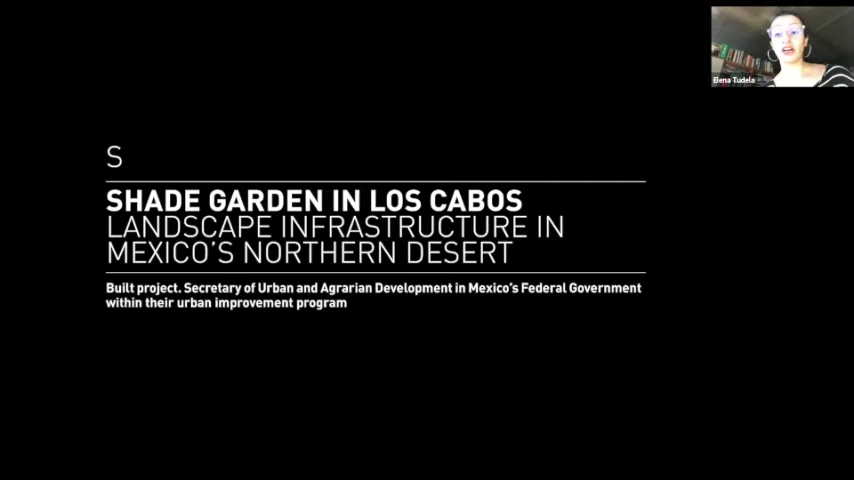 Elena Tudela
S
SHADE GARDEN IN LOS CABOS
LANDSCAPE INFRASTRUCTURE IN
MEXICO'S NORTHERN DESERT
Built project. Secretary of Urban and Agrarian Development in Mexico's Federal Government
within their urban improvement program